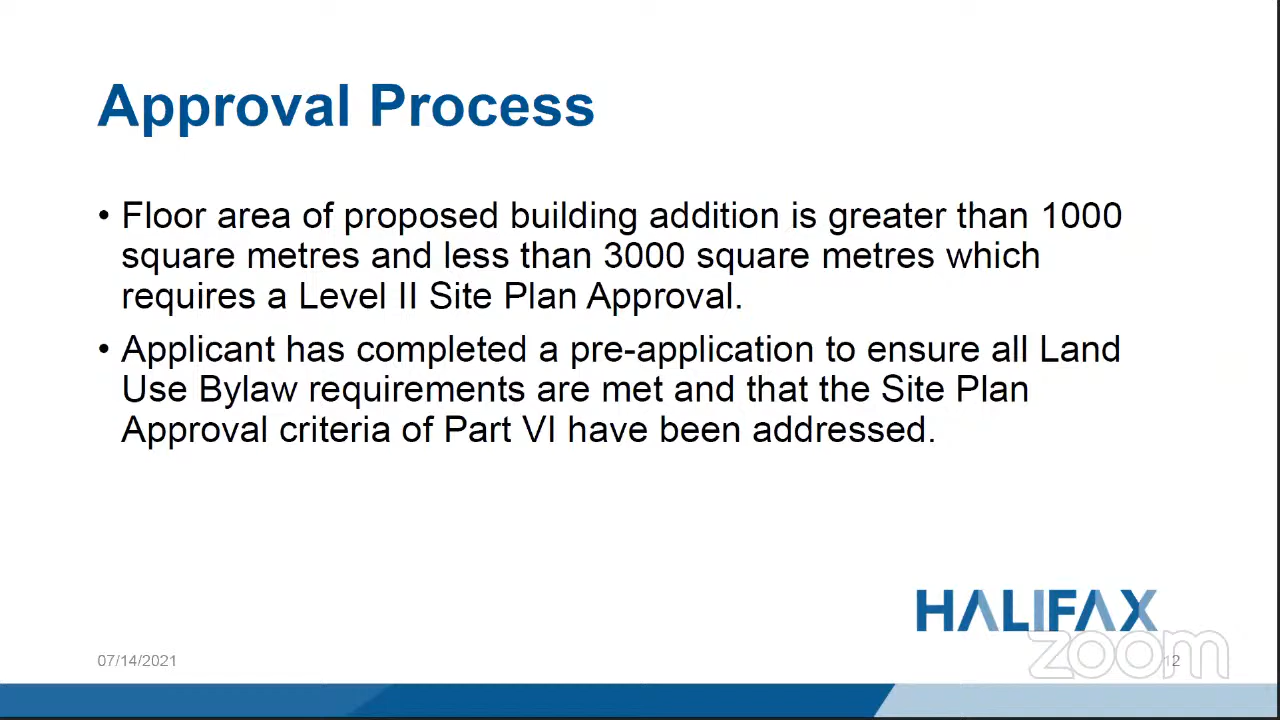 Approval Process
• Floor area of proposed building addition is greater than 1000
square metres and less than 3000 square metres which
requires a Level II Site Plan Approval.
• Applicant has completed a pre-application to ensure all Land
Use Bylaw requirements are met and that the Site Plan
Approval criteria of Part VI have been addressed.
HALIFAX
zoom
07/14/2021
12